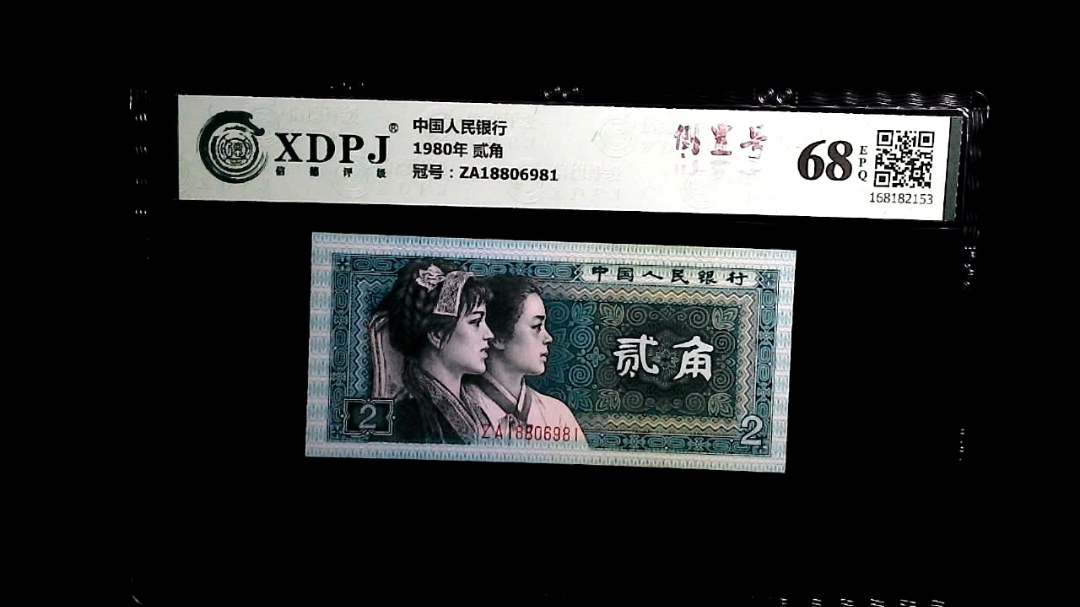 XDPJ®
信德评级
中国人民银行
1980年 贰角
冠号：ZA18806981
倒置号
68
EPQ
168182153
中国人民银行
贰角
2
2
ZA18806981